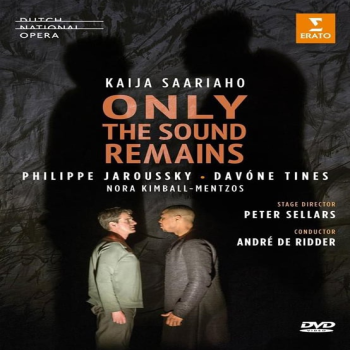 DUTCH
NATIONAL
OPERA
ERATO
KAIJA SAARIAHO
ONLY
THE SOUND
REMAINS
PHILIPPE JAROUSSKY - DAVÓNE TINES
NORA KIMBALL-MENTZOS
STAGE DIRECTOR
PETER SELLARS
CONDUCTOR
ANDRÉ DE RIDDER
DVD
VIDEO